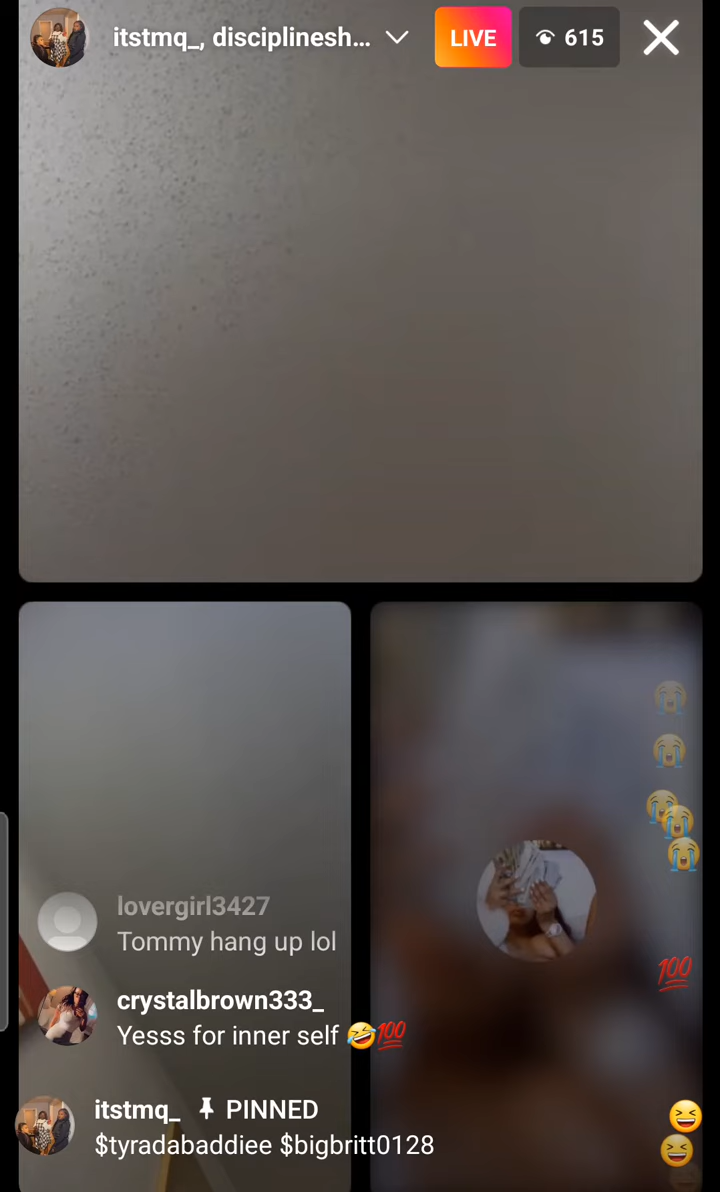 itstmq_, disciplinesh...
LIVE
615
lovergirl3427
Tommy hang up lol
crystalbrown333_
Yesss for inner self 🤣💯
💯
itstmq_ 📌 PINNED
$tyradabaddiee $bigbritt0128